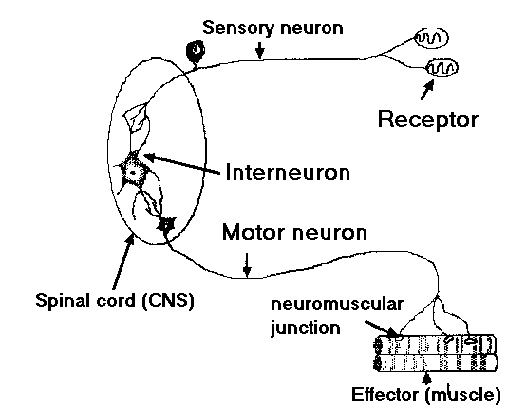 Sensory neuron
Receptor
Interneuron
Motor neuron
Spinal cord (CNS)
neuromuscular
junction
Effector (muscle)